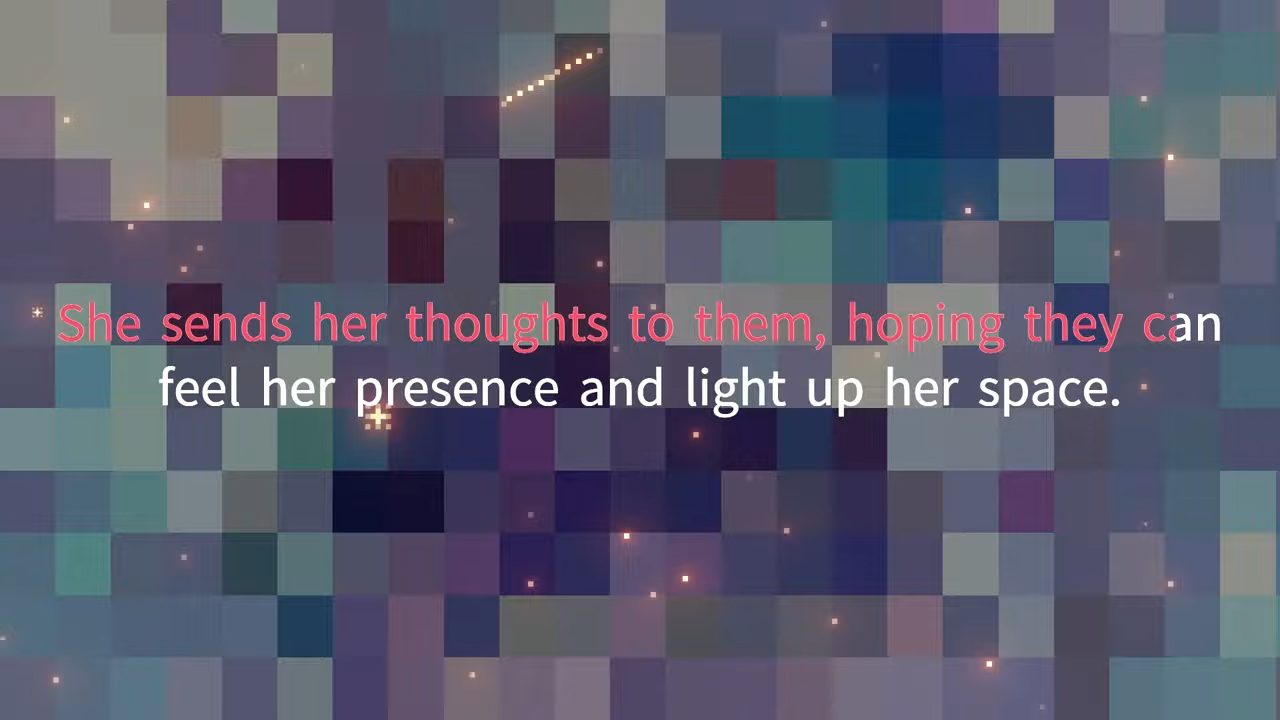 She sends her thoughts to them, hoping they can
feel her presence and light up her space.